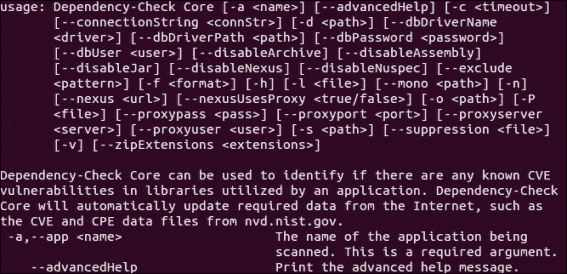 usage: Dependency-Check Core [-a <name>] [--advancedHelp] [-c <timeout>]
[--connectionString <connStr>] [-d <path>] [--dbDriverName
<driver>] [--dbDriverPath <path>] [--dbPassword <password>]
[--dbUser <user>] [--disableArchive] [--disableAssembly]
[--disableJar] [--disableNexus] [--disableNuspec] [--exclude
<pattern>] [-f <format>] [-h] [-l <file>] [--mono <path>] [-n]
[--nexus <url>] [--nexusUsesProxy <true/false>] [-o <path>] [-P
<file>] [--proxypass <pass>] [--proxyport <port>] [--proxyserver
<server>] [--proxyuser <user>] [-s <path>] [--suppression <file>]
[-v] [--zipExtensions <extensions>]
Dependency-Check Core can be used to identify if there are any known CVE
vulnerabilities in libraries utilized by an application. Dependency-Check
Core will automatically update required data from the Internet, such as
the CVE and CPE data files from nvd.nist.gov.
-a,--app <name> The name of the application being
scanned. This is a required argument.
--advancedHelp Print the advanced help message.